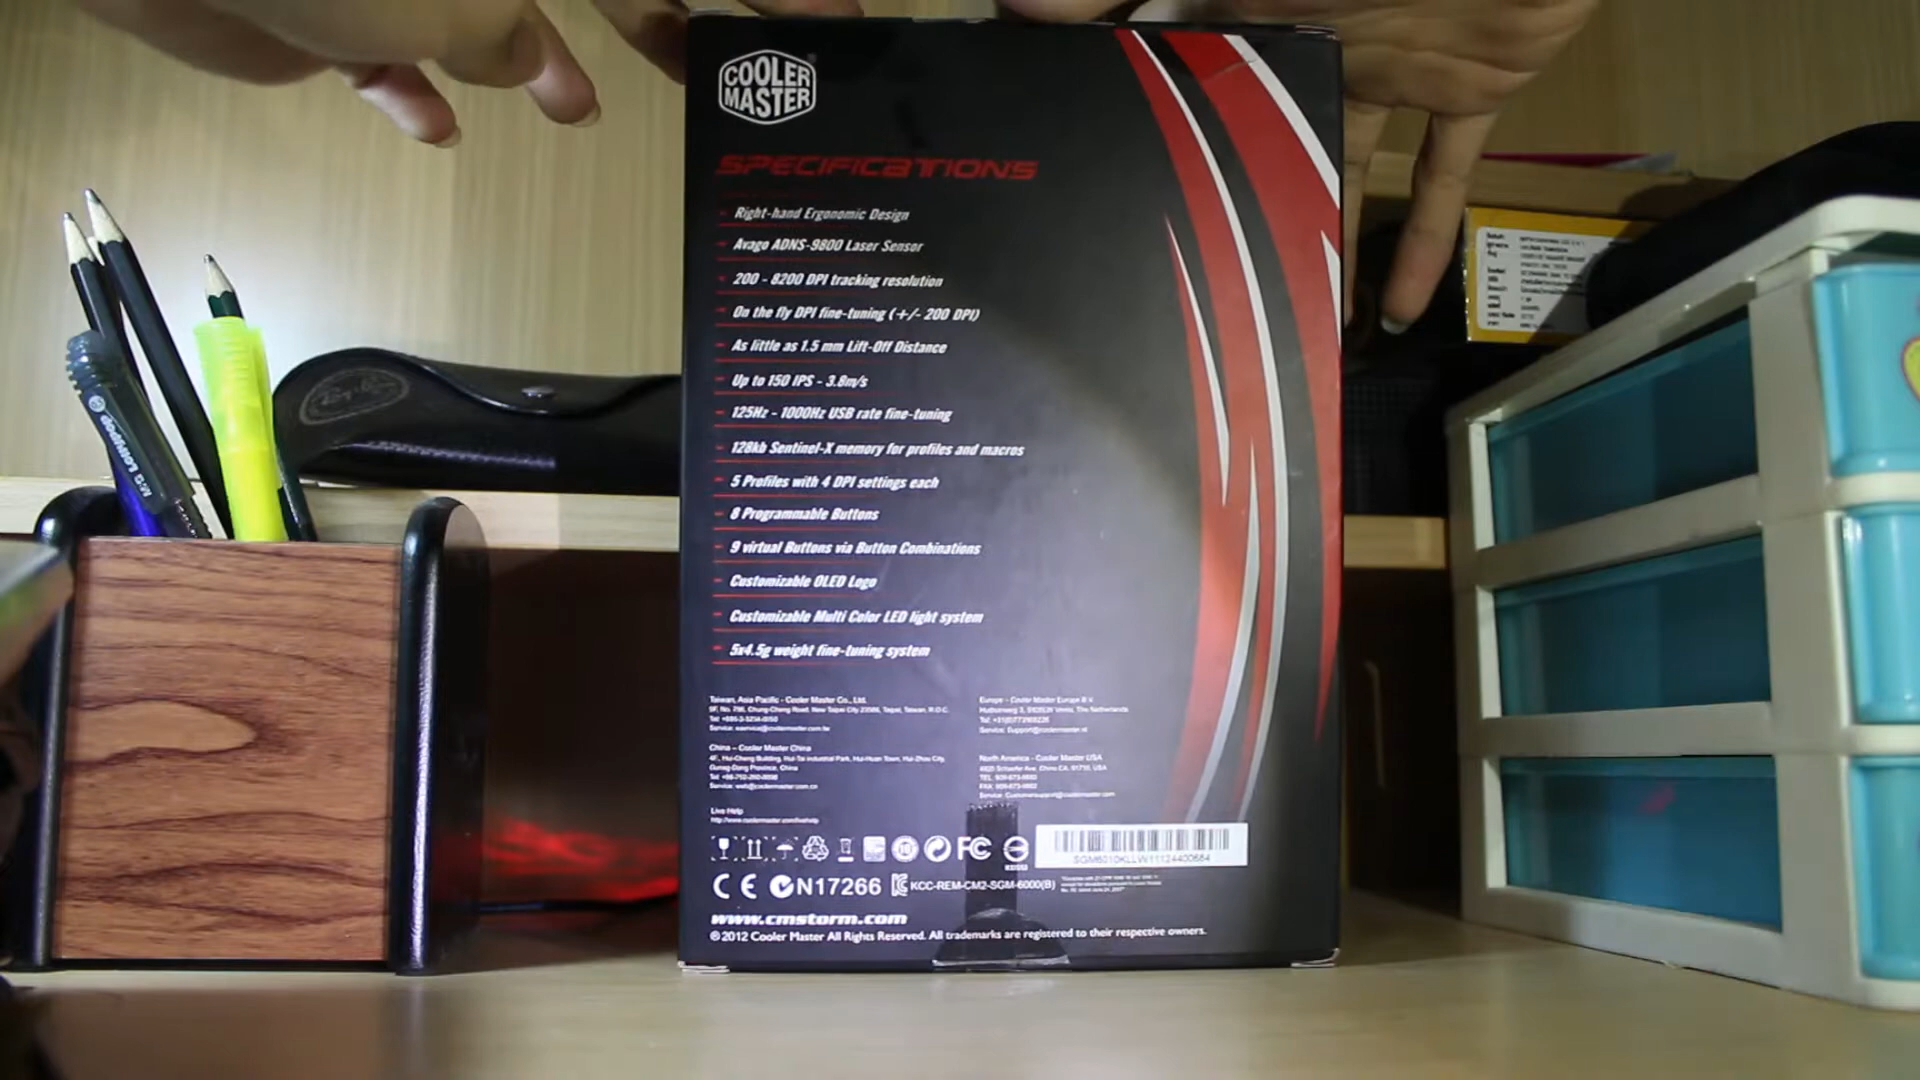 COOLER
MASTER
SPECIFICATIONS
Right-hand Ergonomic Design
Avago ADNS-9800 Laser Sensor
200 - 8200 DPI tracking resolution
On the fly DPI fine-tuning (+/- 200 DPI)
As little as 1.5 mm Lift-Off Distance
Up to 150 IPS - 3.8m/s
125Hz - 1000Hz USB rate fine-tuning
128kb Sentinel-X memory for profiles and macros
5 Profiles with 4 DPI settings each
8 Programmable Buttons
9 virtual Buttons via Button Combinations
Customizable OLED Logo
Customizable Multi Color LED light system
5x4.5g weight fine-tuning system
Taiwan, Asia Pacific - Cooler Master Co., Ltd.
China - Cooler Master China
Europe - Cooler Master Europe B.V.
North America - Cooler Master USA
Live Help
FC
SGM6010KLLW11124400664
CE N17266 KCC-REM-CM2-SGM-6000(B)
www.cmstorm.com
®2012 Cooler Master All Rights Reserved. All trademarks are registered to their respective owners.